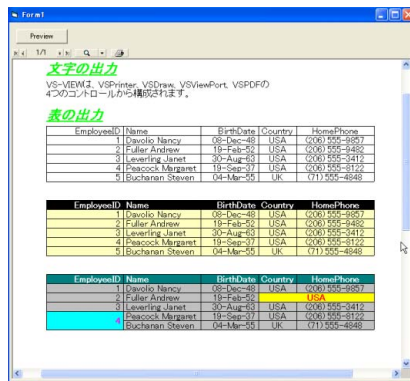 Form1
Preview
1/1
文字の出力
VS-VIEWは、VSPrinter, VSDraw, VSViewPort, VSPDFの
4つのコントロールから構成されます。
表の出力
EmployeeID Name BirthDate Country HomePhone
1 Davolio Nancy 08-Dec-48 USA (206) 555-9857
2 Fuller Andrew 19-Feb-52 USA (206) 555-9482
3 Leverling Janet 30-Aug-63 USA (206) 555-3412
4 Peacock Margaret 19-Sep-37 USA (206) 555-8122
5 Buchanan Steven 04-Mar-55 UK (71) 555-4848
EmployeeID Name BirthDate Country HomePhone
1 Davolio Nancy 08-Dec-48 USA (206) 555-9857
2 Fuller Andrew 19-Feb-52 USA (206) 555-9482
3 Leverling Janet 30-Aug-63 USA (206) 555-3412
4 Peacock Margaret 19-Sep-37 USA (206) 555-8122
5 Buchanan Steven 04-Mar-55 UK (71) 555-4848
EmployeeID Name BirthDate Country HomePhone
1 Davolio Nancy 08-Dec-48 USA (206) 555-9857
2 Fuller Andrew 19-Feb-52 USA
3 Leverling Janet 30-Aug-63 USA (206) 555-3412
4 Peacock Margaret 19-Sep-37 USA (206) 555-8122
Buchanan Steven 04-Mar-55 UK (71) 555-4848